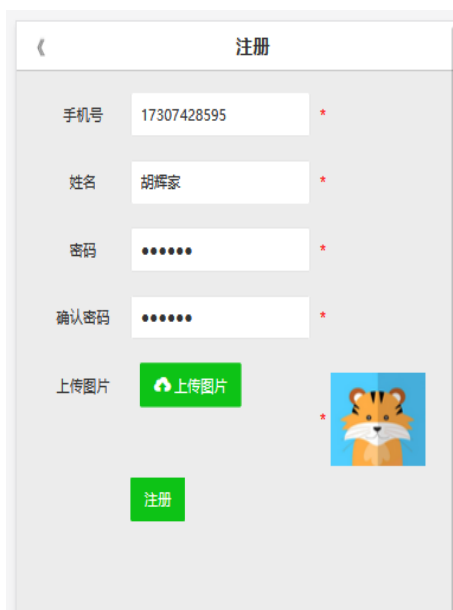 《 注册
手机号 17307428595 *
姓名 胡辉家 *
密码 •••••• *
确认密码 •••••• *
上传图片 上传图片 *
注册